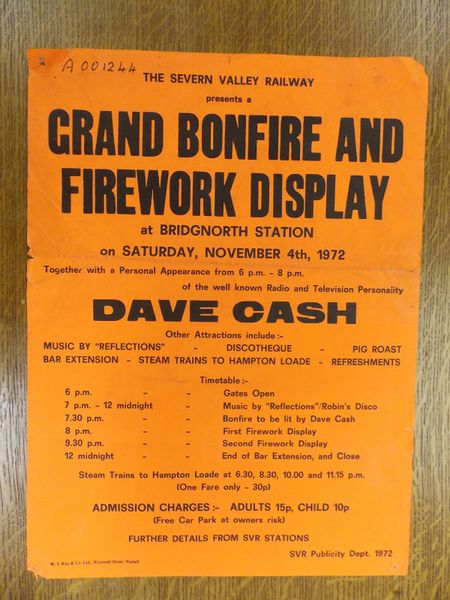 A 001244
THE SEVERN VALLEY RAILWAY
presents a
GRAND BONFIRE AND
FIREWORK DISPLAY
at BRIDGNORTH STATION
on SATURDAY, NOVEMBER 4th, 1972
Together with a Personal Appearance from 6 p.m. - 8 p.m.
of the well known Radio and Television Personality
DAVE CASH
Other Attractions include :-
MUSIC BY "REFLECTIONS" - DISCOTHEQUE - PIG ROAST
BAR EXTENSION - STEAM TRAINS TO HAMPTON LOADE - REFRESHMENTS
Timetable :-
6 p.m. - - Gates Open
7 p.m. - 12 midnight - - Music by "Reflections"/Robin's Disco
7.30 p.m. - - Bonfire to be lit by Dave Cash
8 p.m. - - First Firework Display
9.30 p.m. - - Second Firework Display
12 midnight - - End of Bar Extension, and Close
Steam Trains to Hampton Loade at 6.30, 8.30, 10.00 and 11.15 p.m.
(One Fare only - 30p)
ADMISSION CHARGES :- ADULTS 15p, CHILD 10p
(Free Car Park at owners risk)
FURTHER DETAILS FROM SVR STATIONS
SVR Publicity Dept. 1972
& Co. Ltd., Street,